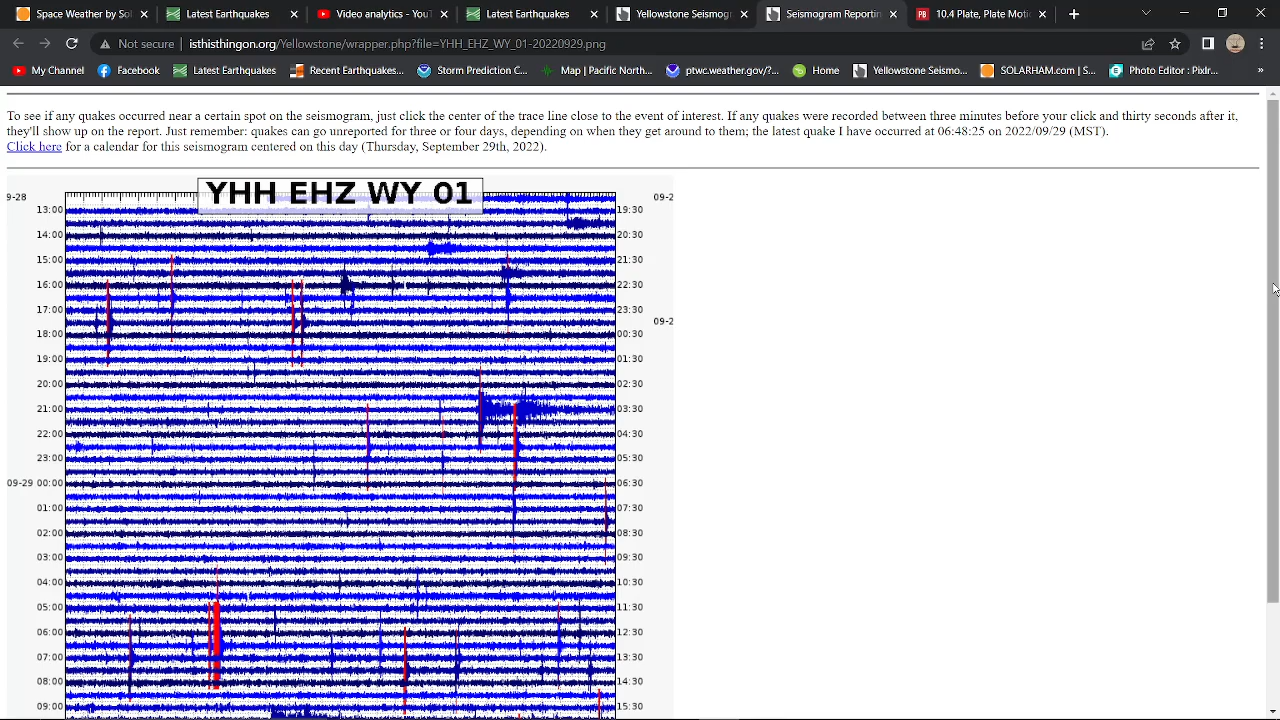 Space Weather by Sol
Latest Earthquakes
Video analytics - You
Latest Earthquakes
Yellowstone Seismogr
Seismogram Report
10.4 Plate, Plate Bou
Not secure | isthisthingon.org/Yellowstone/wrapper.php?file=YHH_EHZ_WY_01-20220929.png
My Channel
Facebook
Latest Earthquakes
Recent Earthquakes...
Storm Prediction C...
Map | Pacific North...
pivwmap?...
Home
Yellowstone Seismo...
SOLARHAM.com | S...
Photo Editor : Pixlr...
»
To see if any quakes occurred near a certain spot on the seismogram, just click the center of the trace line close to the event of interest. If any quakes were recorded between three minutes before your click and thirty seconds after it,
they'll show up on the report. Just remember: quakes can go unreported for three or four days, depending on when they get around to them; the latest quake I have occurred at 06:48:25 on 2022/09/29 (MST).
Click here for a calendar for this seismogram centered on this day (Thursday, September 29th, 2022).
YHH EHZ WY 01
9-28
09-2
13:00
19:30
14:00
20:30
15:00
21:30
16:00
22:30
17:00
23:30
09-2
18:00
00:30
19:00
01:30
20:00
02:30
21:00
03:30
22:00
04:30
23:00
05:30
09-29 00:00
06:30
01:00
07:30
02:00
08:30
03:00
09:30
04:00
10:30
05:00
11:30
06:00
12:30
07:00
13:30
08:00
14:30
09:00
15:30